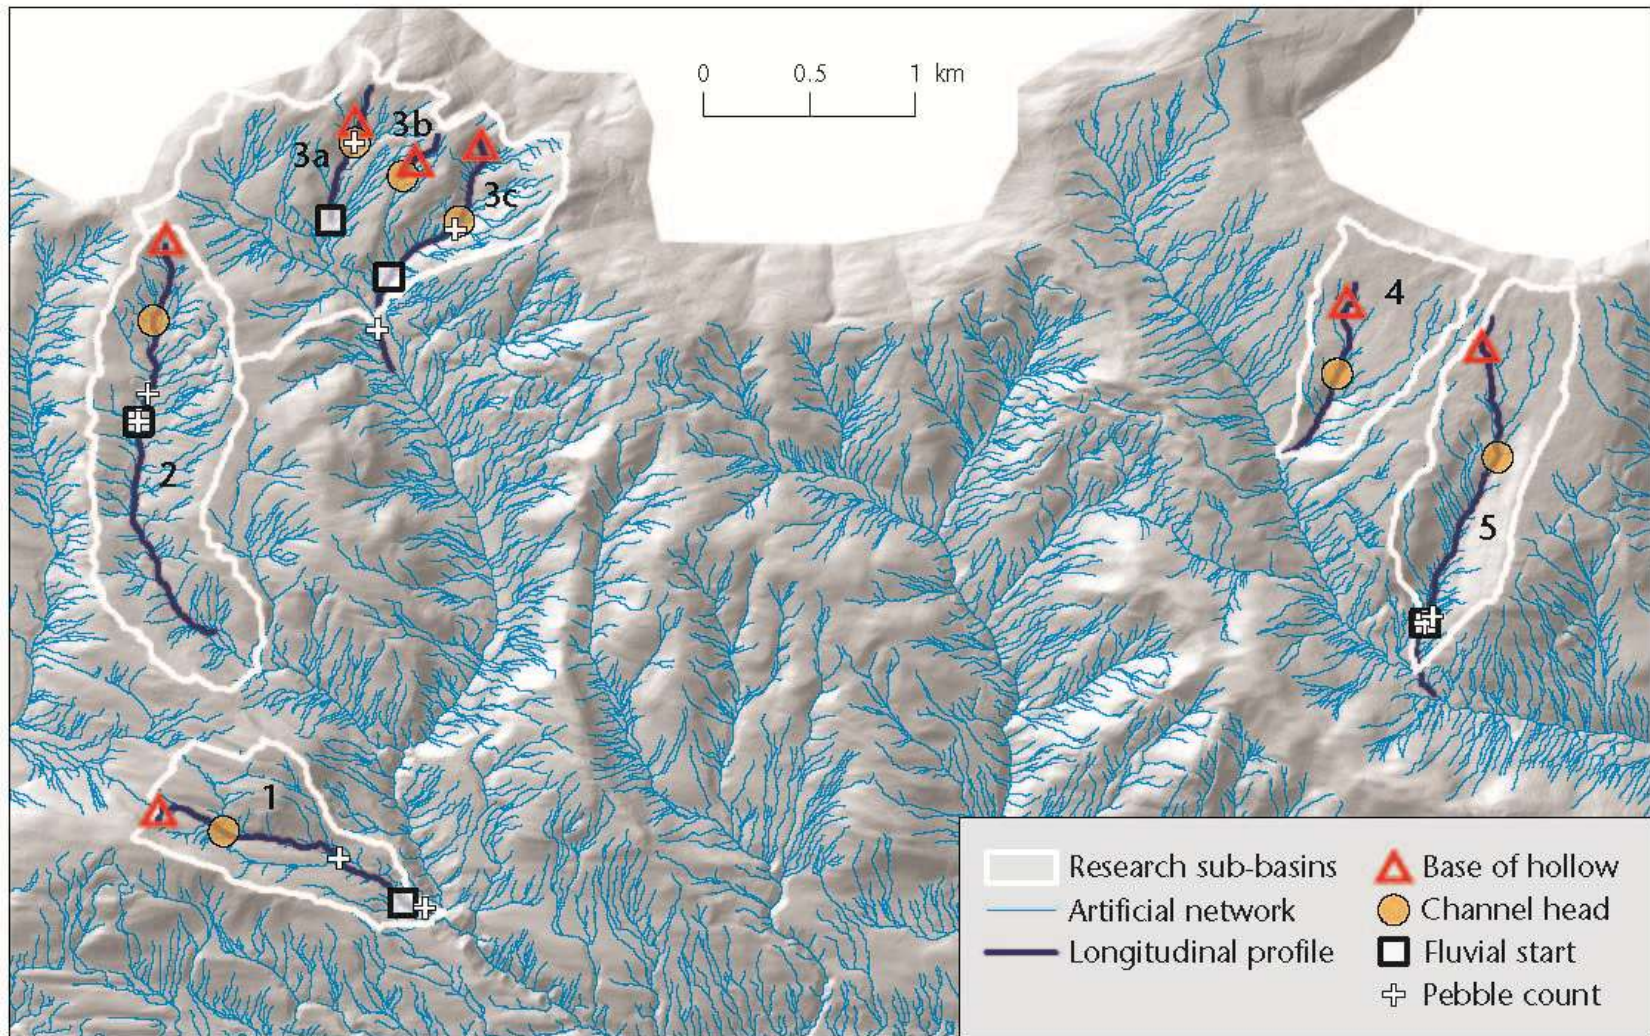 0 0.5 1 km
3b
3a
3c
4
2
5
1
Research sub-basins
Artificial network
Longitudinal profile
Base of hollow
Channel head
Fluvial start
Pebble count